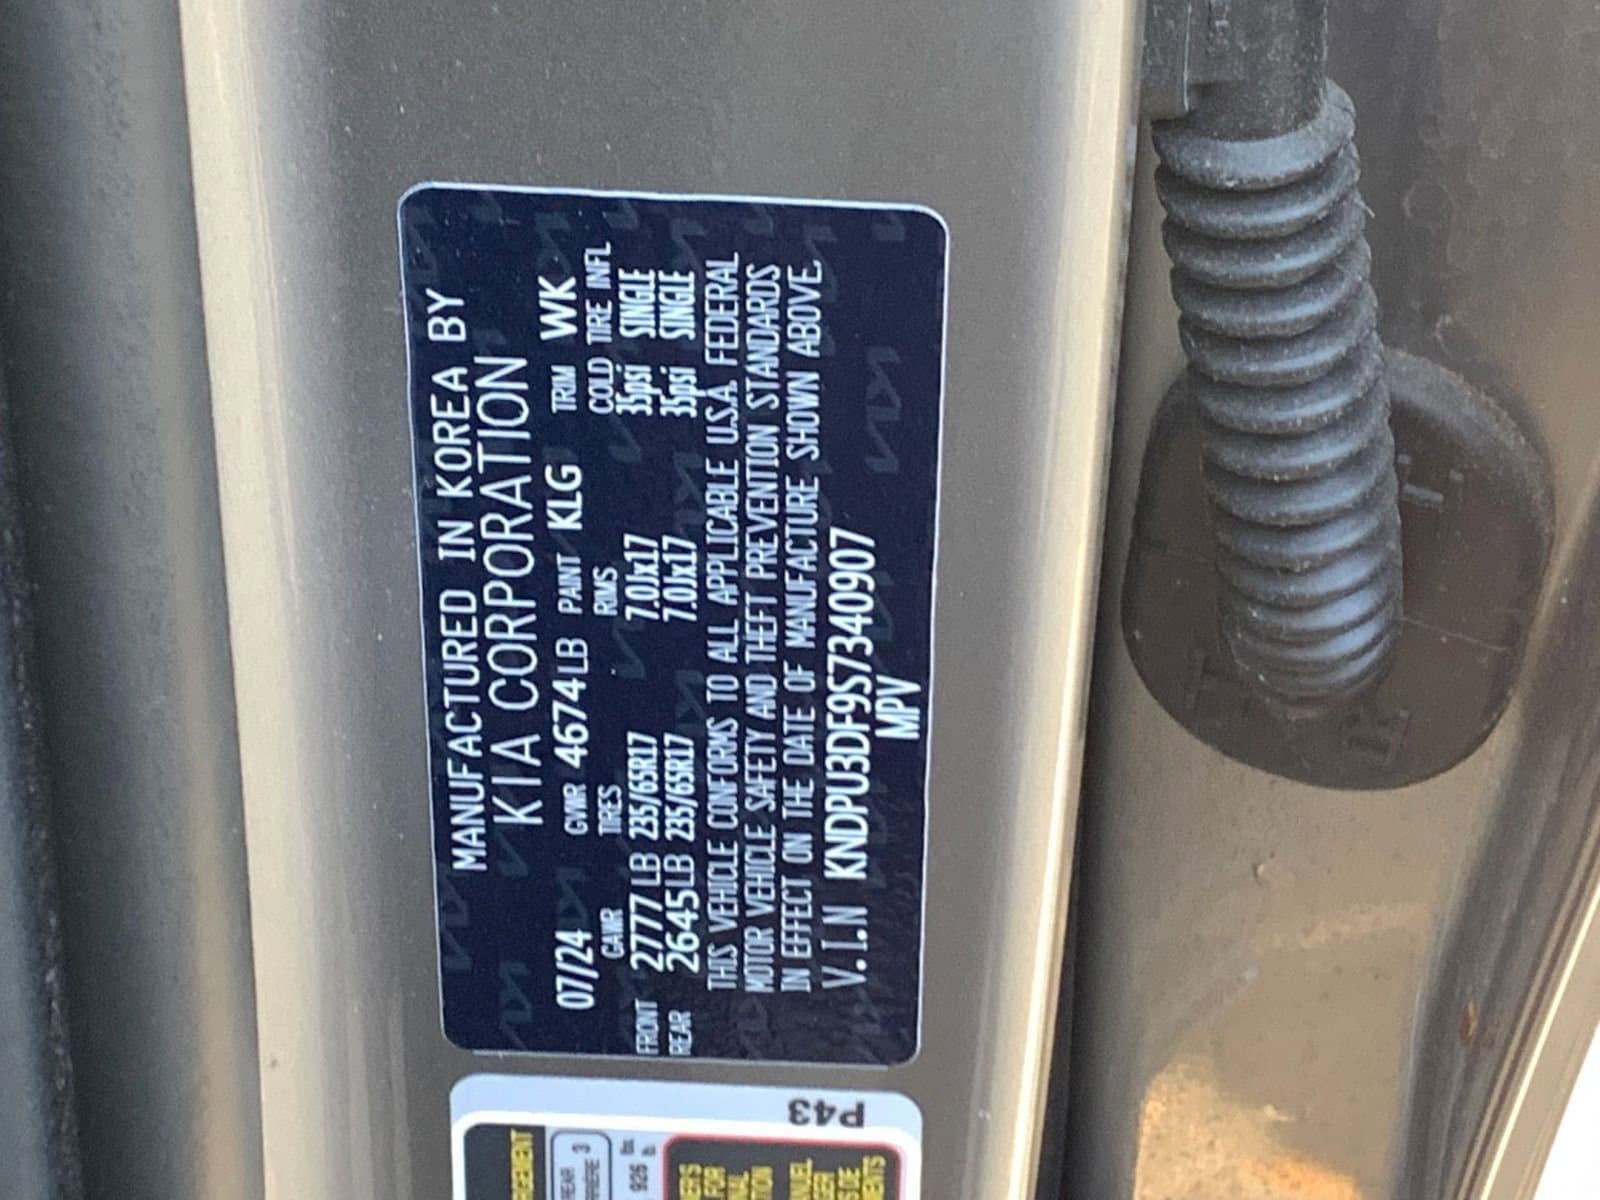 MANUFACTURED IN KOREA BY
KIA CORPORATION
07/24 GVWR 4674LB PAINT KLG TRIM WK
GAWR TIRES RIMS COLD TIRE INFL
FRONT 2777LB 235/65R17 7.0Jx17 35psi SINGLE
REAR 2645LB 235/65R17 7.0Jx17 35psi SINGLE
THIS VEHICLE CONFORMS TO ALL APPLICABLE U.S.A. FEDERAL
MOTOR VEHICLE SAFETY AND THEFT PREVENTION STANDARDS
IN EFFECT ON THE DATE OF MANUFACTURE SHOWN ABOVE.
V.I.N KNDPU3DF9S7340907
MPV
P43
3
926